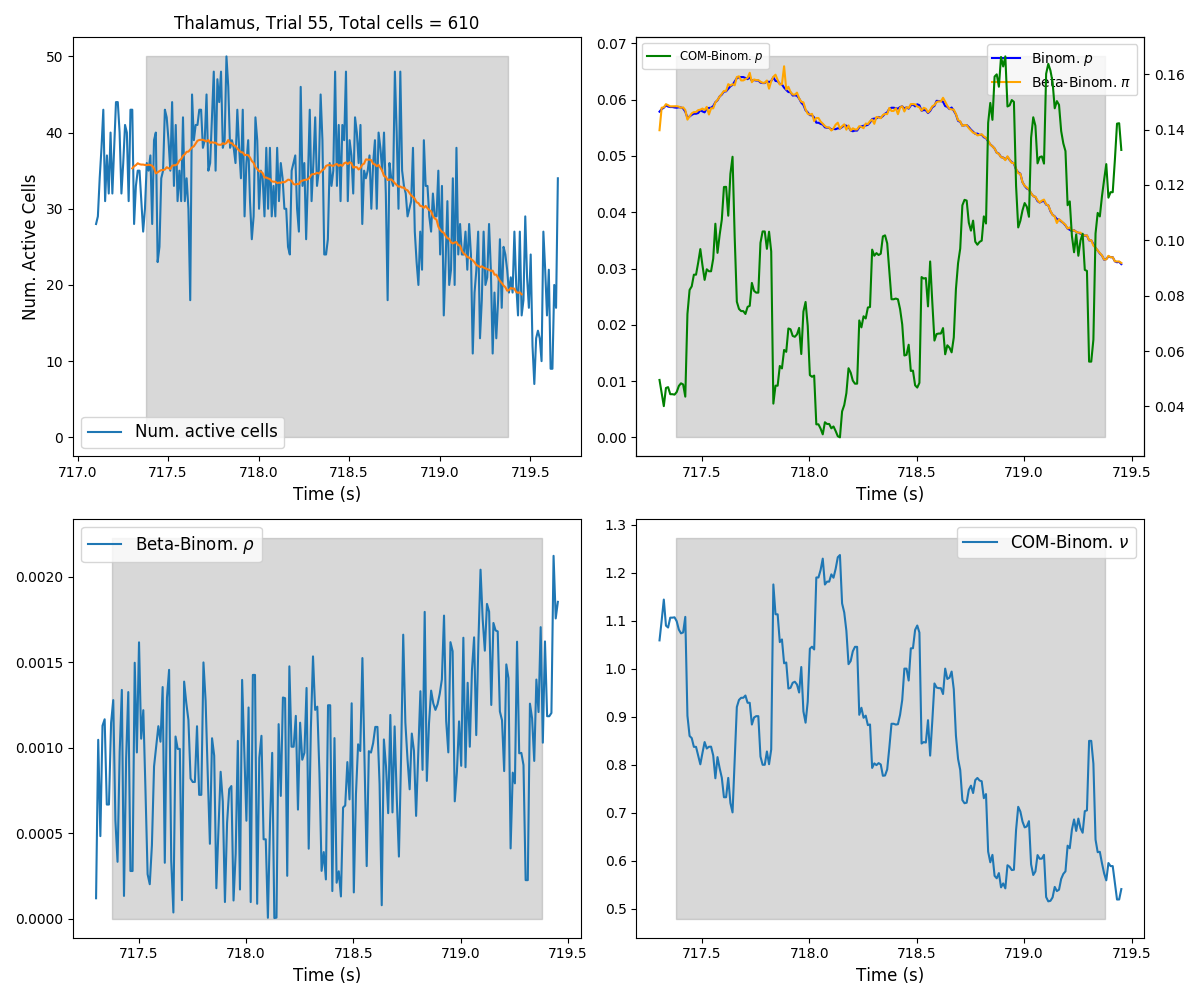 Thalamus, Trial 55, Total cells = 610
Num. Active Cells
50
40
30
20
10
0
Num. active cells
717.0 717.5 718.0 718.5 719.0 719.5
Time (s)
0.07
0.06
0.05
0.04
0.03
0.02
0.01
0.00
COM-Binom. p
Binom. p
Beta-Binom. π
0.16
0.14
0.12
0.10
0.08
0.06
0.04
717.5 718.0 718.5 719.0 719.5
Time (s)
Beta-Binom. ρ
0.0020
0.0015
0.0010
0.0005
0.0000
717.5 718.0 718.5 719.0 719.5
Time (s)
COM-Binom. ν
1.3
1.2
1.1
1.0
0.9
0.8
0.7
0.6
0.5
717.5 718.0 718.5 719.0 719.5
Time (s)